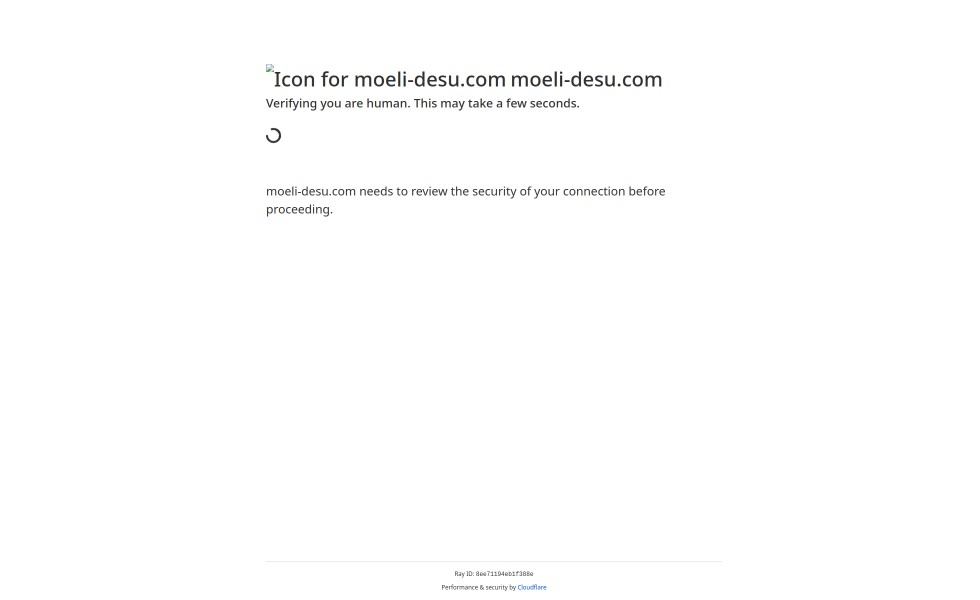 Icon for moeli-desu.com moeli-desu.com
Verifying you are human. This may take a few seconds.
moeli-desu.com needs to review the security of your connection before
proceeding.
Ray ID: 8ee71194eb1f388e
Performance & security by Cloudflare